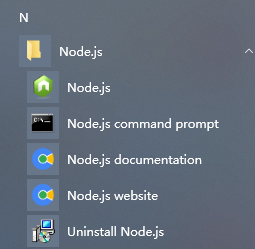 N
Node.js
Node.js
Node.js command prompt
Node.js documentation
Node.js website
Uninstall Node.js